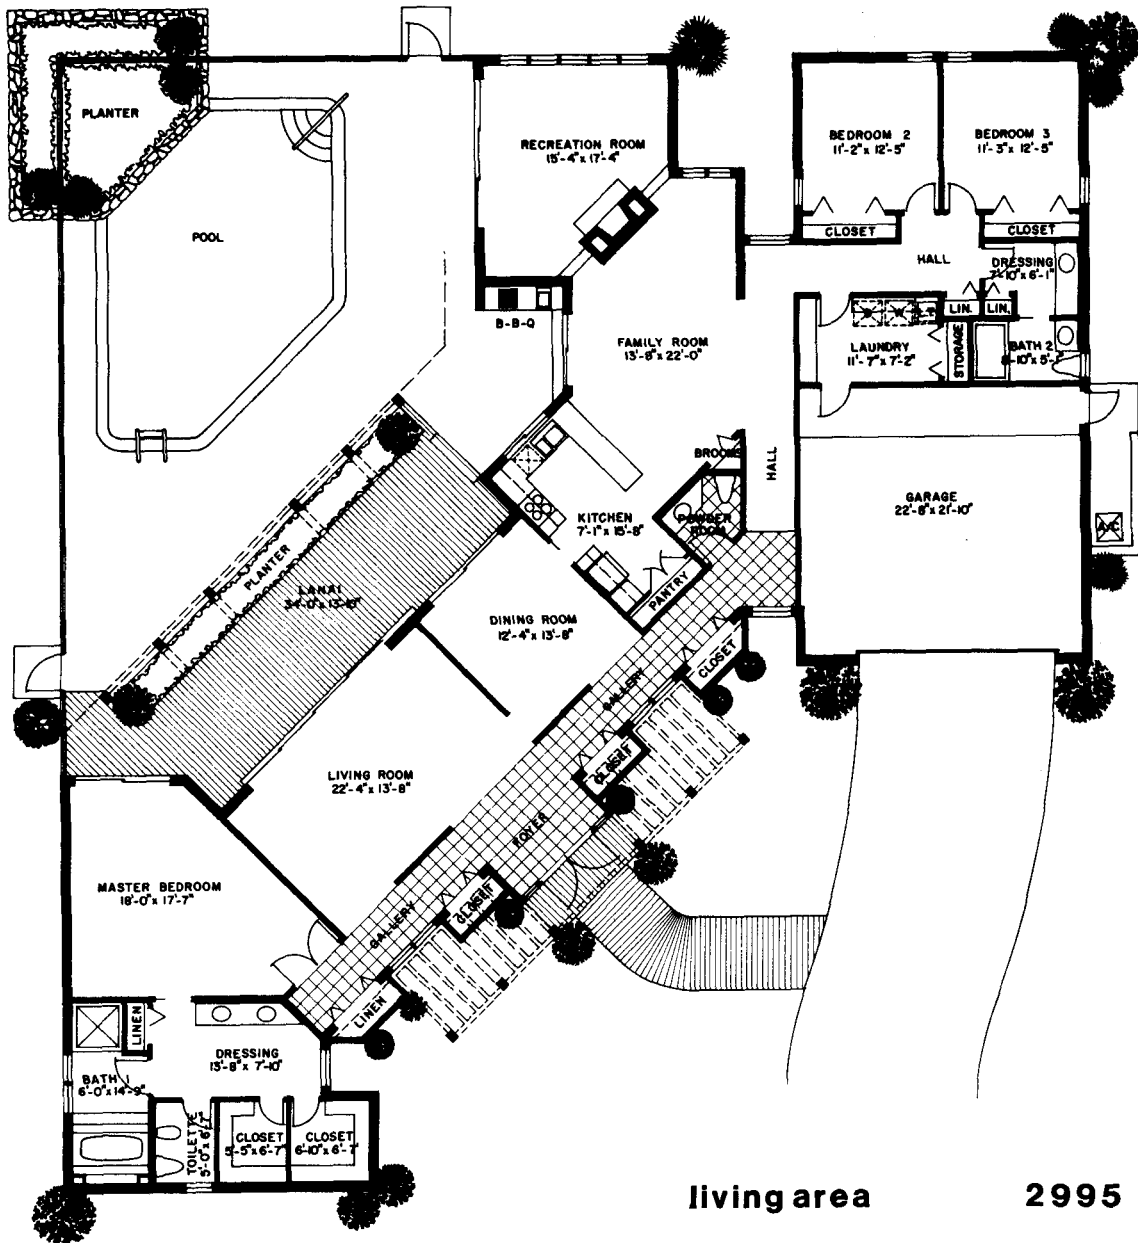 PLANTER
POOL
RECREATION ROOM
15'-4" x 17'-4"
BEDROOM 2
11'-2" x 12'-5"
BEDROOM 3
11'-3" x 12'-5"
CLOSET
CLOSET
HALL
DRESSING
7'-10" x 6'-1"
LIN.
LIN.
B-B-Q
FAMILY ROOM
13'-8" x 22'-0"
LAUNDRY
11'-7" x 7'-2"
STORAGE
BATH 2
BROOMS
HALL
GARAGE
22'-8" x 21'-10"
A/C
KITCHEN
7'-1" x 15'-8"
POWDER
ROOM
PANTRY
PLANTER
LANAI
34'-0" x 13'-10"
DINING ROOM
12'-4" x 13'-8"
CLOSET
GALLERY
LIVING ROOM
22'-4" x 13'-8"
CLOSET
FOYER
MASTER BEDROOM
18'-0" x 17'-7"
CLOSET
GALLERY
LINEN
LINEN
DRESSING
13'-8" x 7'-10"
BATH 1
6'-0" x 14'-9"
TOILETTE
5'-0" x 6'-7"
CLOSET
5'-5" x 6'-7"
CLOSET
6'-10" x 6'-7"
living area 2995